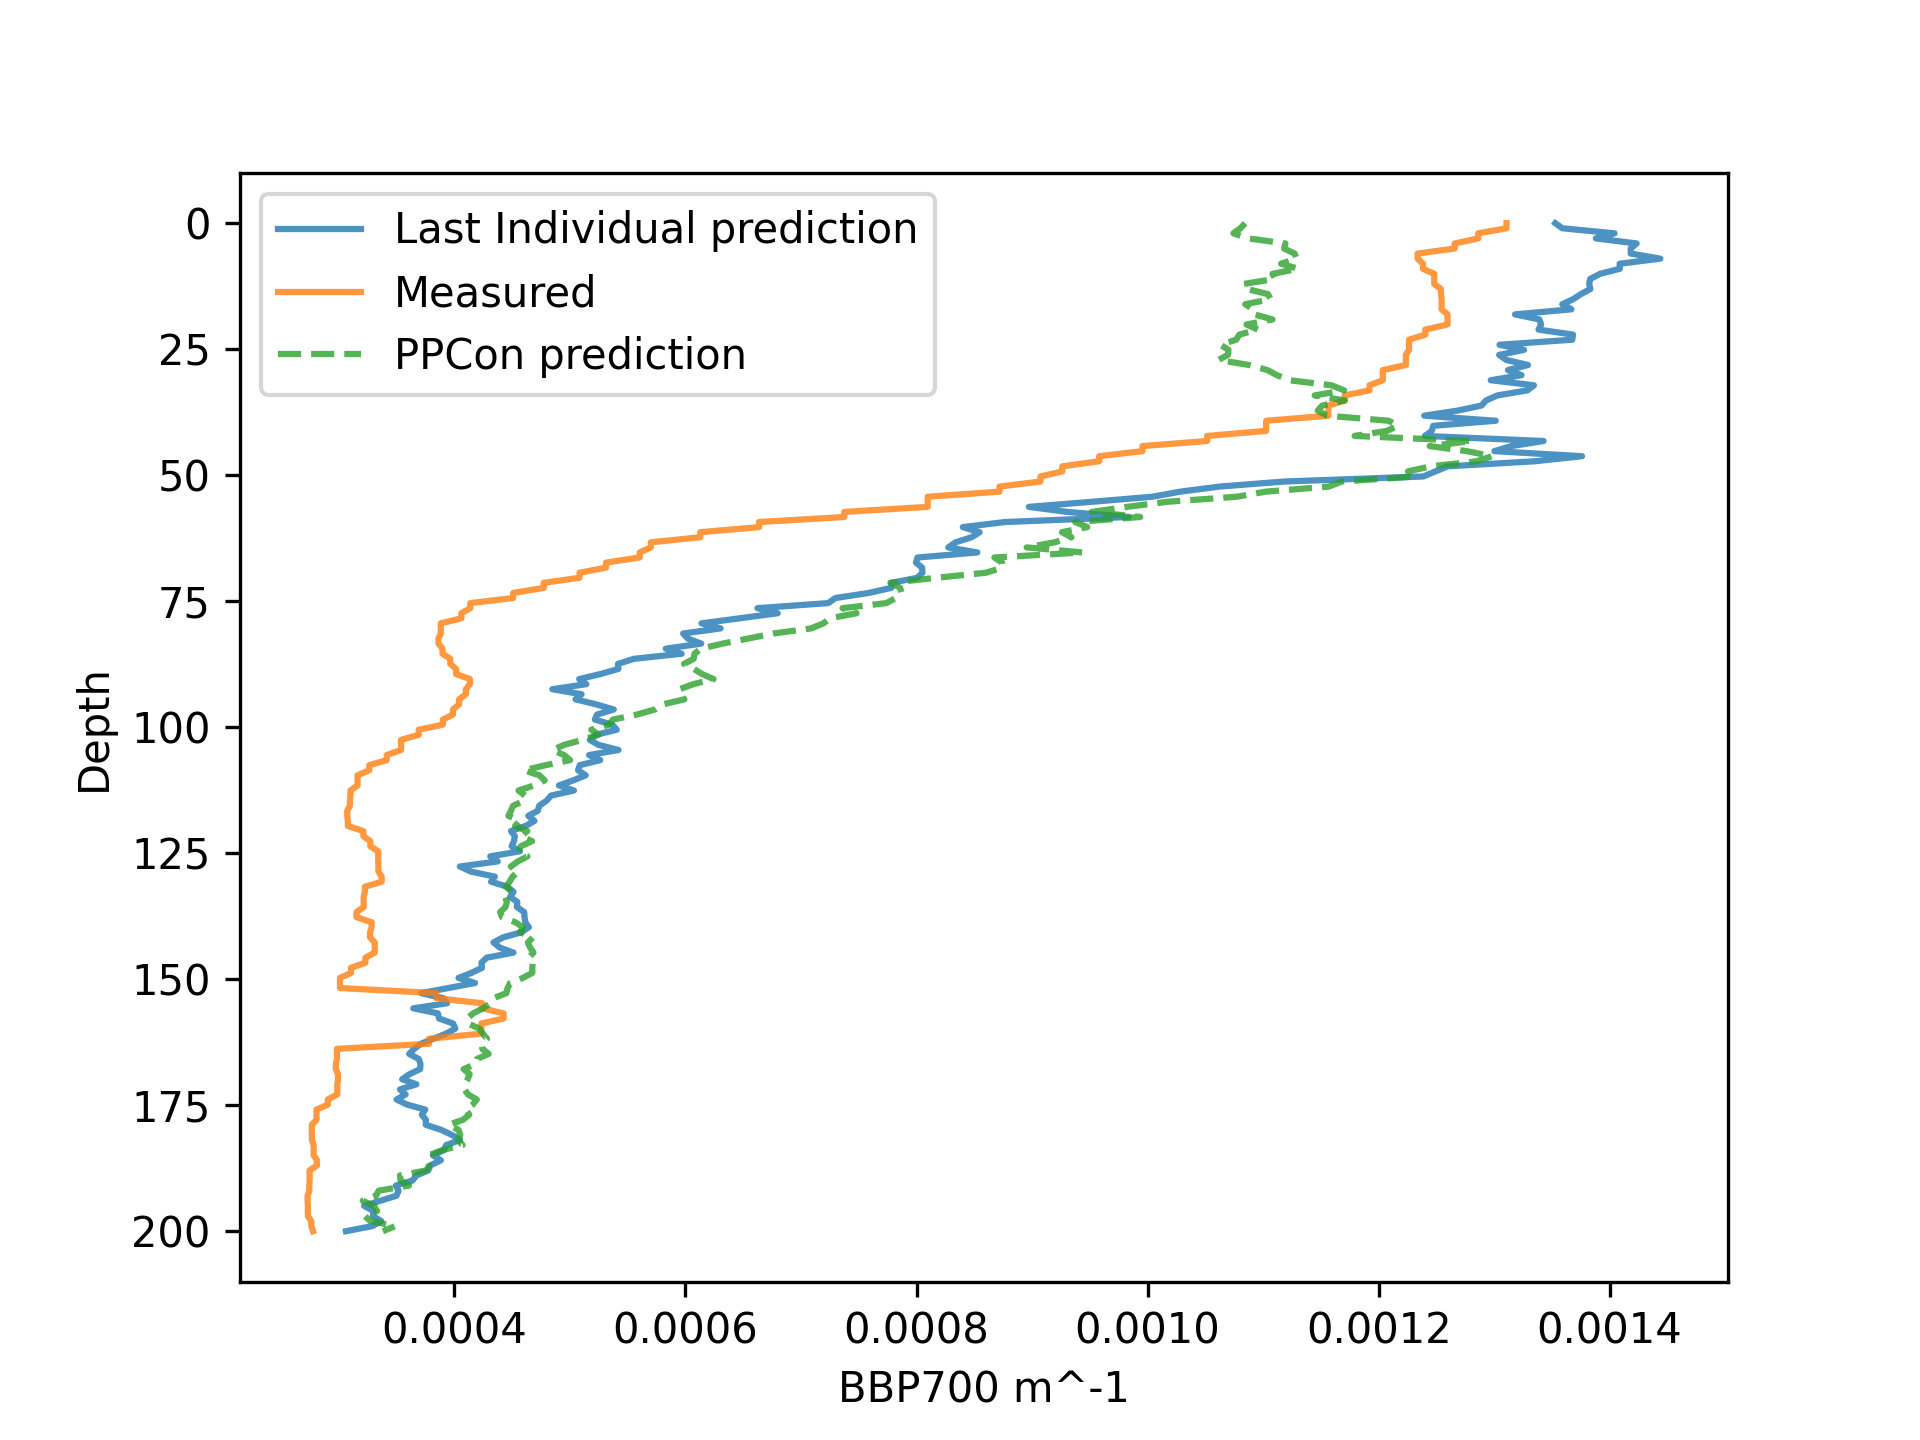 Last Individual prediction
Measured
PPCon prediction
0
25
50
75
100
125
150
175
200
Depth
0.0004 0.0006 0.0008 0.0010 0.0012 0.0014
BBP700 m^-1